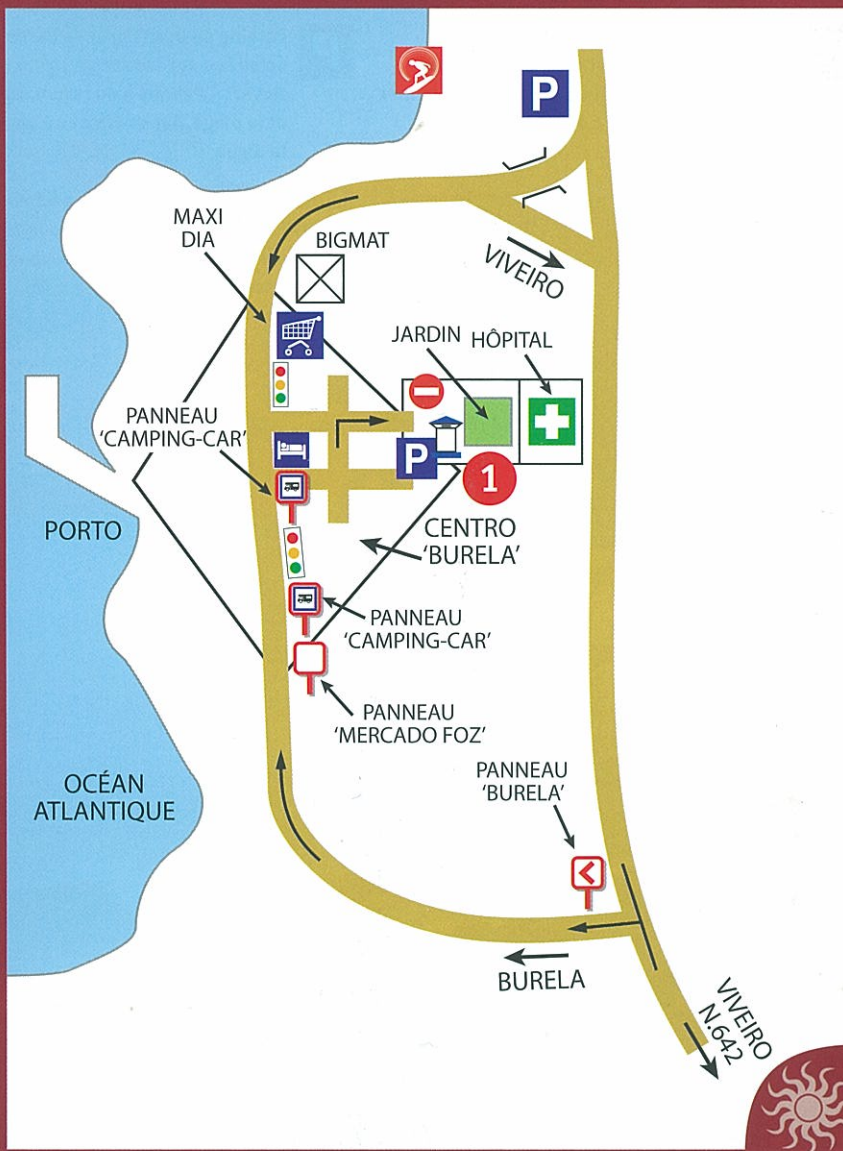 P
VIVEIRO
MAXI
DIA
BIGMAT
JARDIN
HÔPITAL
PANNEAU
'CAMPING-CAR'
P
1
PORTO
CENTRO
'BURELA'
PANNEAU
'CAMPING-CAR'
PANNEAU
'MERCADO FOZ'
PANNEAU
'BURELA'
OCÉAN
ATLANTIQUE
BURELA
VIVEIRO
N.642